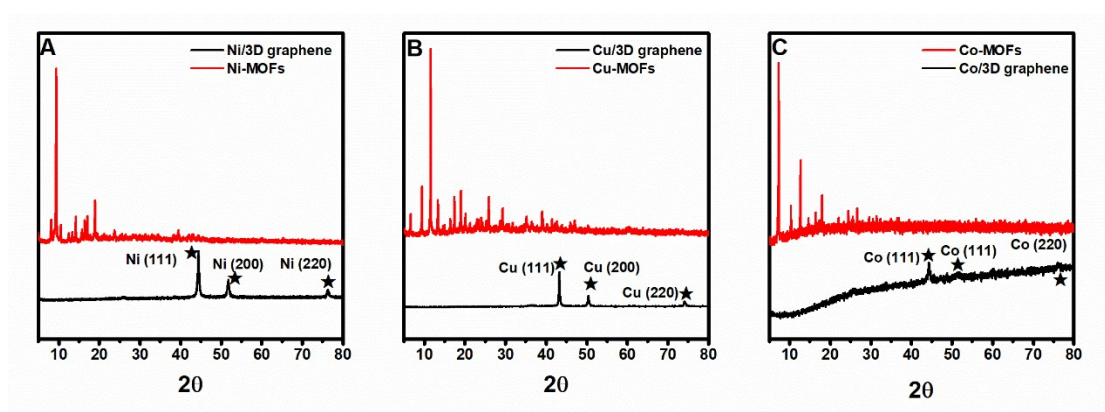 A
Ni/3D graphene
Ni-MOFs
Ni (111)
Ni (200)
Ni (220)
10 20 30 40 50 60 70 80
2θ
B
Cu/3D graphene
Cu-MOFs
Cu (111)
Cu (200)
Cu (220)
10 20 30 40 50 60 70 80
2θ
C
Co-MOFs
Co/3D graphene
Co (111)
Co (111)
Co (220)
10 20 30 40 50 60 70 80
2θ